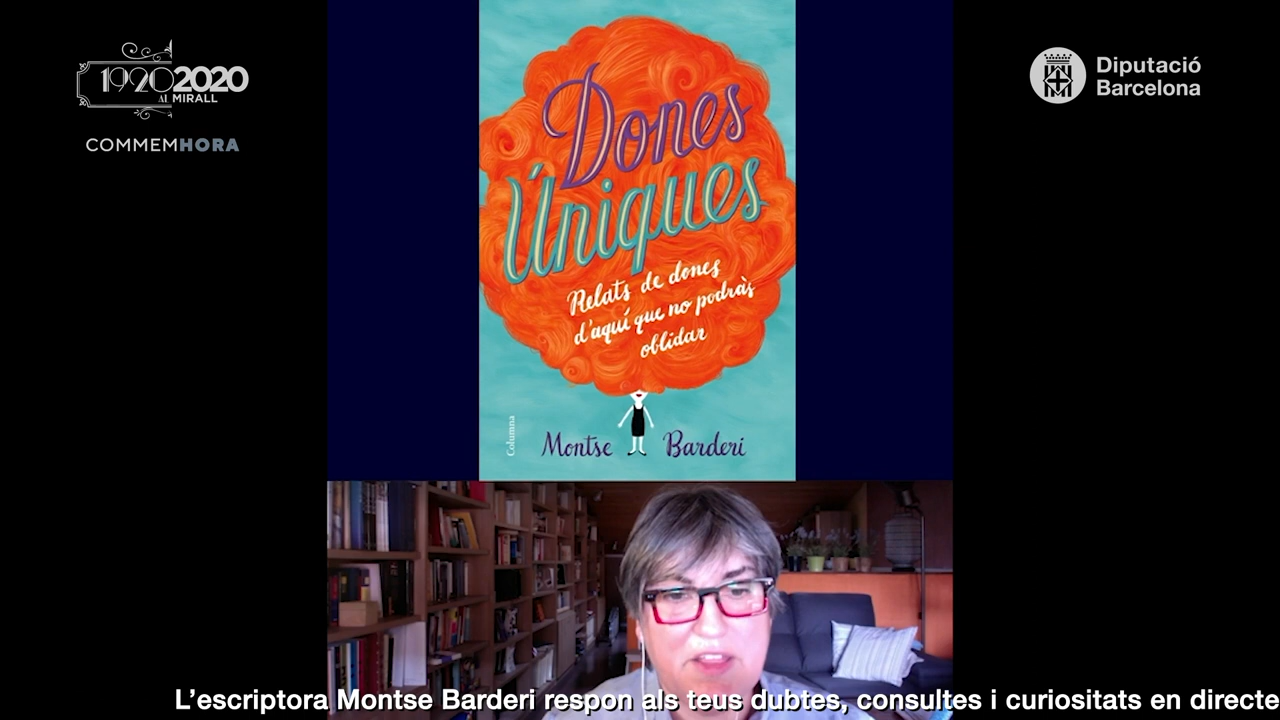 1920 2020
AL MIRALL
COMMEMHORA
Diputació
Barcelona
Dones
Úniques
Relats de dones
d'aquí que no podràs
oblidar
Columna
Montse Barderi
L'escriptora Montse Barderi respon als teus dubtes, consultes i curiositats en directe